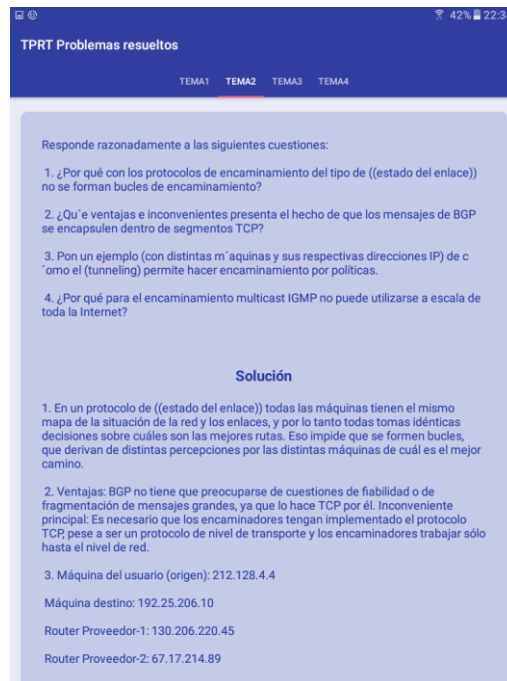 42% 22:3
TPRT Problemas resueltos
TEMA1 TEMA2 TEMA3 TEMA4
Responde razonadamente a las siguientes cuestiones:
1. ¿Por qué con los protocolos de encaminamiento del tipo de ((estado del enlace))
no se forman bucles de encaminamiento?
2. ¿Qu´e ventajas e inconvenientes presenta el hecho de que los mensajes de BGP
se encapsulen dentro de segmentos TCP?
3. Pon un ejemplo (con distintas m´aquinas y sus respectivas direcciones IP) de c
´omo el (tunneling) permite hacer encaminamiento por políticas.
4. ¿Por qué para el encaminamiento multicast IGMP no puede utilizarse a escala de
toda la Internet?
Solución
1. En un protocolo de ((estado del enlace)) todas las máquinas tienen el mismo
mapa de la situación de la red y los enlaces, y por lo tanto todas tomas idénticas
decisiones sobre cuáles son las mejores rutas. Eso impide que se formen bucles,
que derivan de distintas percepciones por las distintas máquinas de cuál es el mejor
camino.
2. Ventajas: BGP no tiene que preocuparse de cuestiones de fiabilidad o de
fragmentación de mensajes grandes, ya que lo hace TCP por él. Inconveniente
principal: Es necesario que los encaminadores tengan implementado el protocolo
TCP, pese a ser un protocolo de nivel de transporte y los encaminadores trabajar sólo
hasta el nivel de red.
3. Máquina del usuario (origen): 212.128.4.4
Máquina destino: 192.25.206.10
Router Proveedor-1: 130.206.220.45
Router Proveedor-2: 67.17.214.89